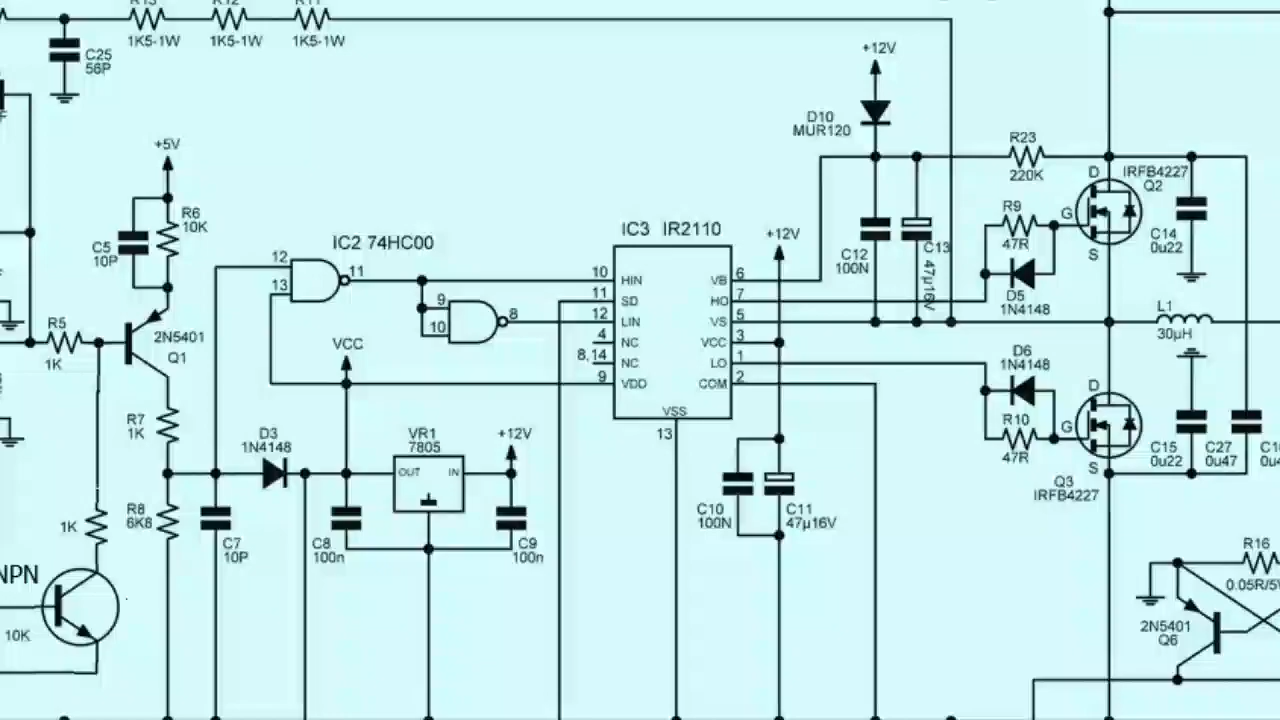 1K5-1W
1K5-1W
1K5-1W
C25
56P
+12V
D10
MUR120
R23
220K
+5V
R6
10K
C5
10P
IC2 74HC00
IC3 IR2110
+12V
D
IRFB4227
Q2
G
S
R9
47R
D5
1N4148
C14
0u22
C12
100N
C13
47µ16V
12
13
11
9
10
8
10
11
12
4
8,14
9
HIN
SD
LIN
NC
NC
VDD
VB
HO
VS
VCC
LO
COM
VSS
6
7
5
3
1
2
13
L1
30µH
R5
1K
2N5401
Q1
VCC
D6
1N4148
R10
47R
D
G
S
Q3
IRFB4227
C15
0u22
C27
0u47
R7
1K
D3
1N4148
VR1
7805
OUT
IN
+12V
1K
R8
6K8
C7
10P
C8
100n
C9
100n
C10
100N
C11
47µ16V
NPN
10K
R16
0.05R/5
2N5401
Q6